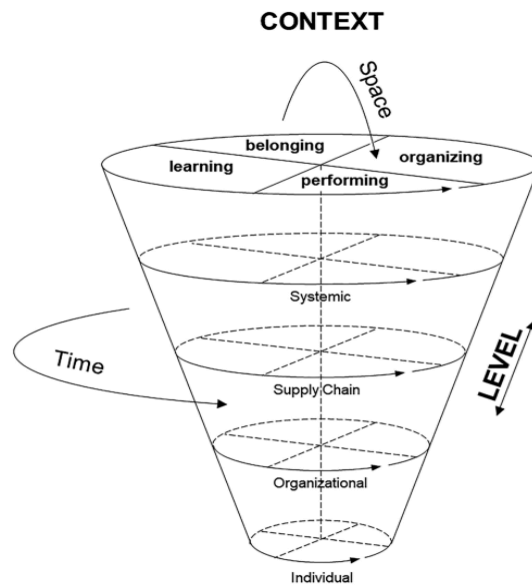 CONTEXT
Space
belonging
organizing
learning
performing
Systemic
LEVEL
Time
Supply Chain
Organizational
Individual